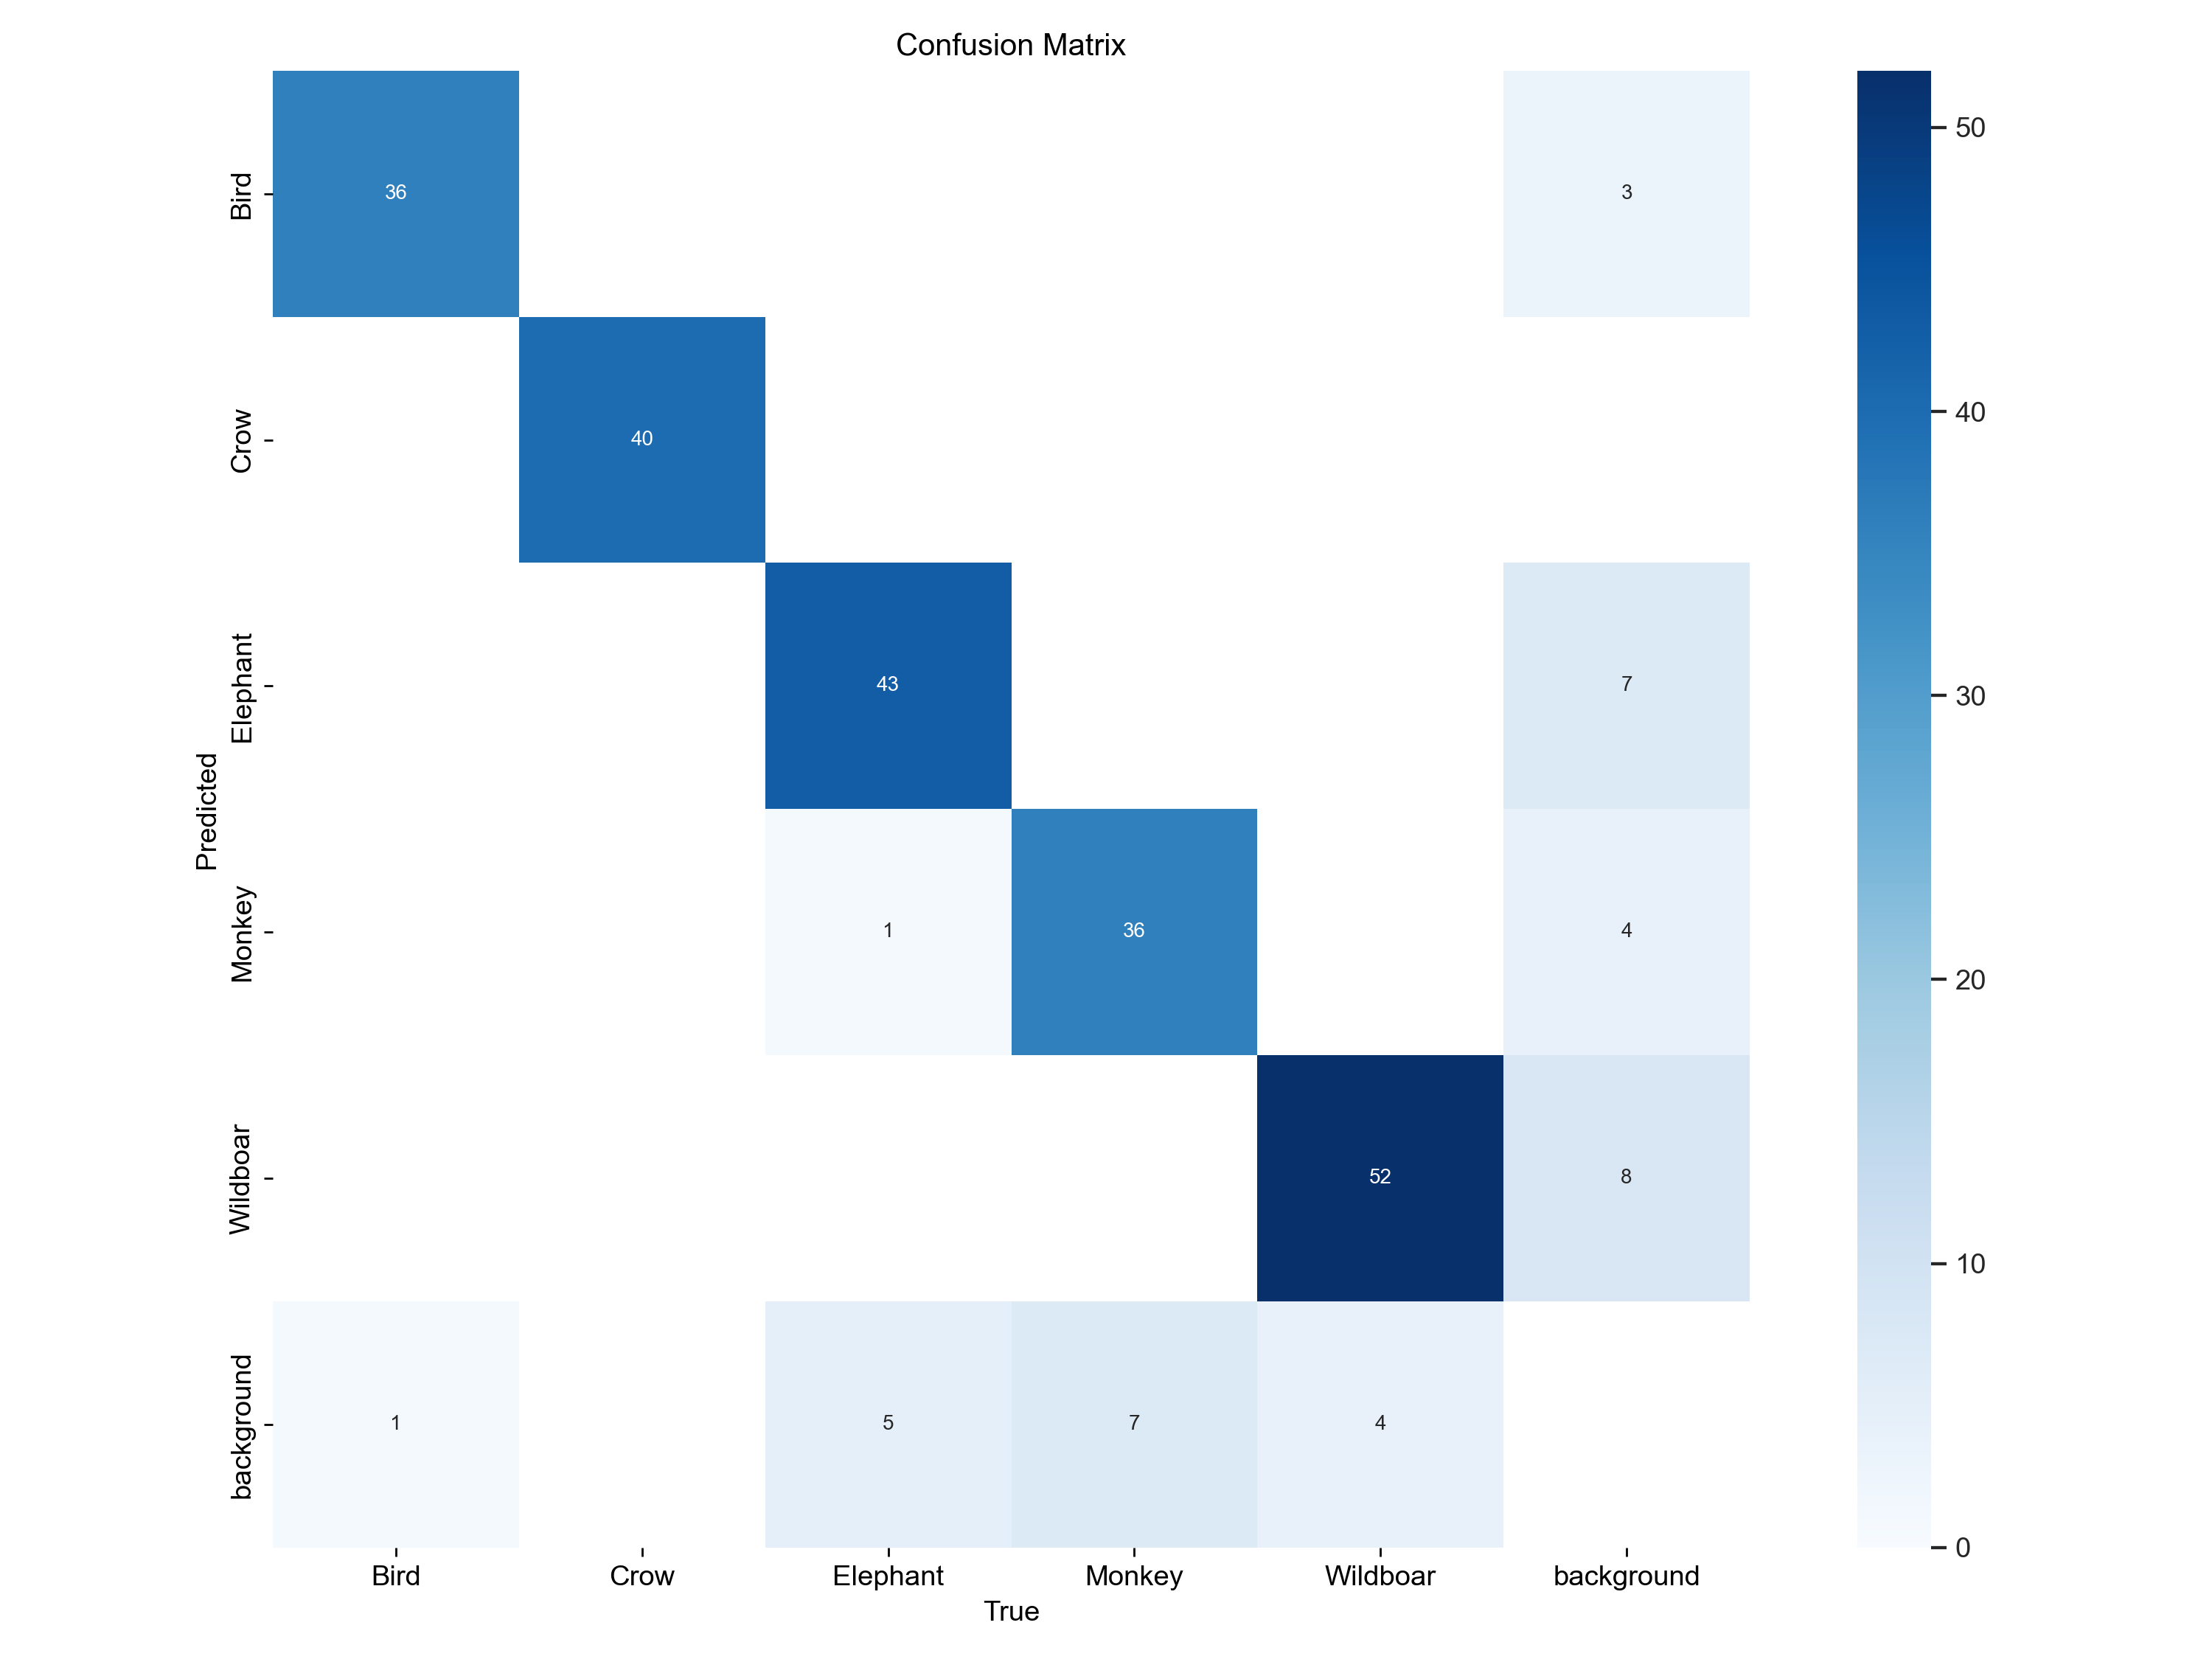 Confusion Matrix
Bird
36
3
Crow
40
Elephant
43
7
Monkey
1
36
4
Wildboar
52
8
background
1
5
7
4
Bird
Crow
Elephant
Monkey
Wildboar
background
True
Predicted
50
40
30
20
10
0